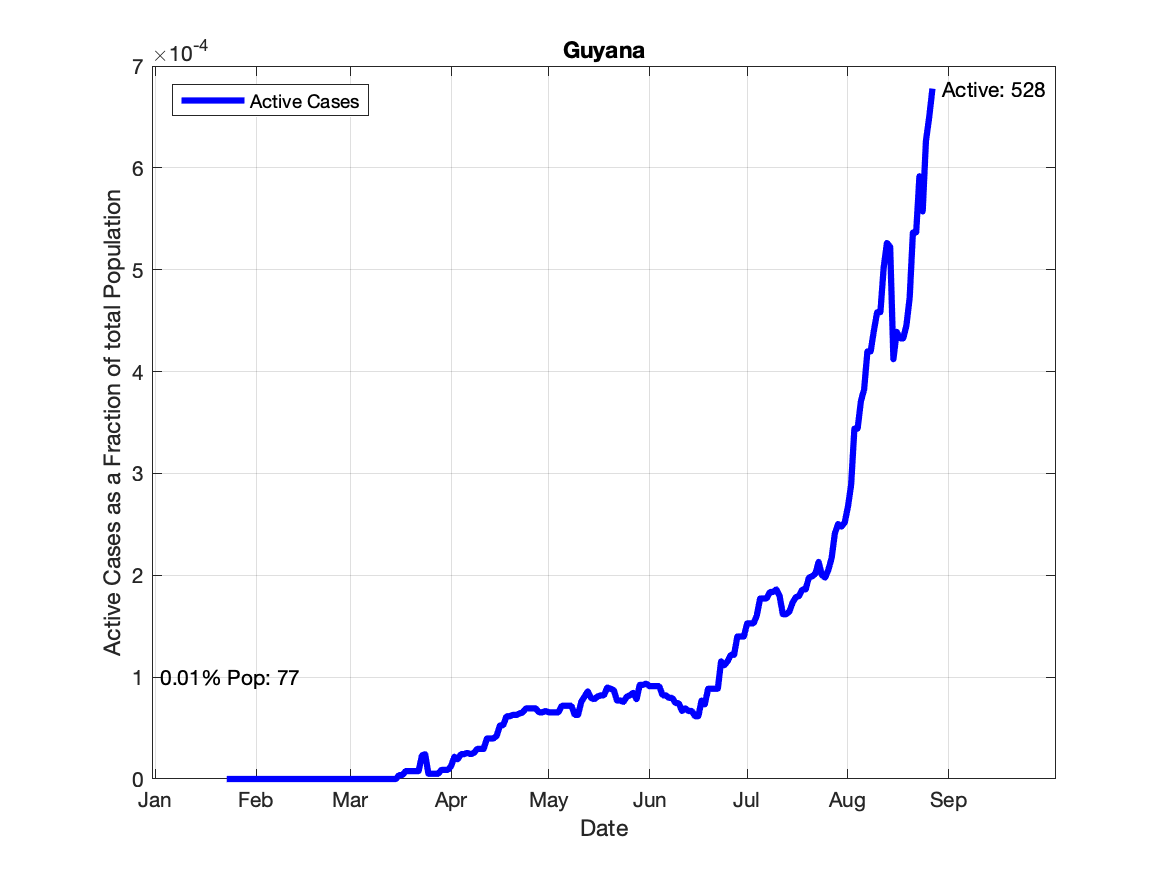 Guyana
×10-4
7
6
5
4
3
2
1
0
Active Cases as a Fraction of total Population
Active Cases
Active: 528
0.01% Pop: 77
Jan Feb Mar Apr May Jun Jul Aug Sep
Date